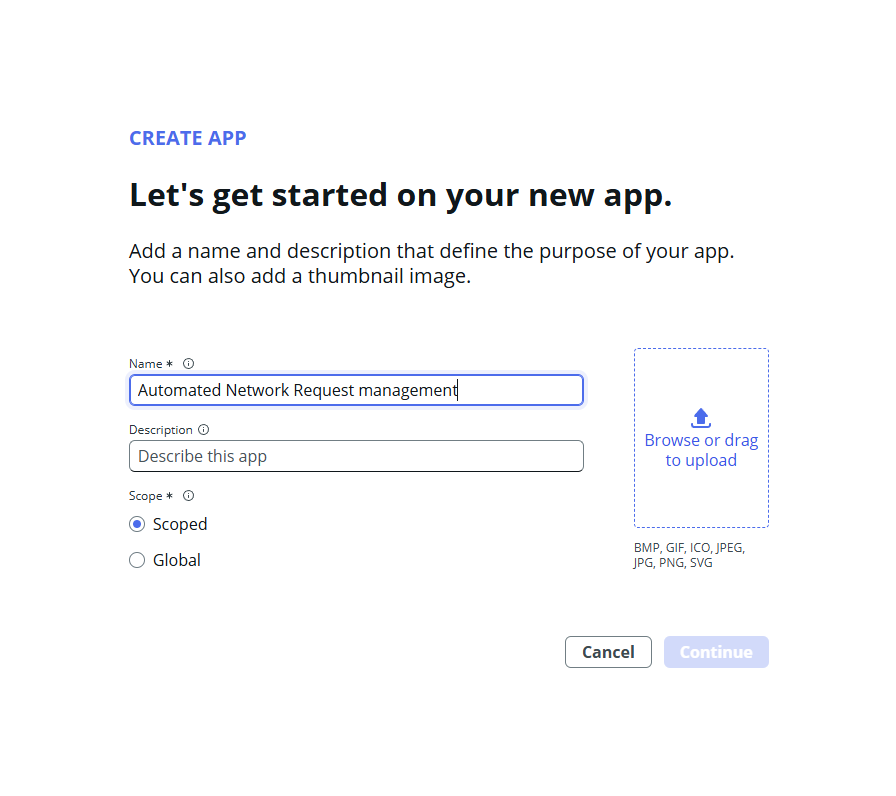 CREATE APP
Let's get started on your new app.
Add a name and description that define the purpose of your app.
You can also add a thumbnail image.
Name *
Automated Network Request management
Description
Describe this app
Scope *
Scoped
Global
Browse or drag
to upload
BMP, GIF, ICO, JPEG,
JPG, PNG, SVG
Cancel
Continue